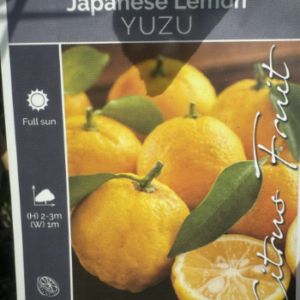 Japanese Lemon
YUZU
Full sun
(H) 2-3m
(W) 1m
Citrus Fruit